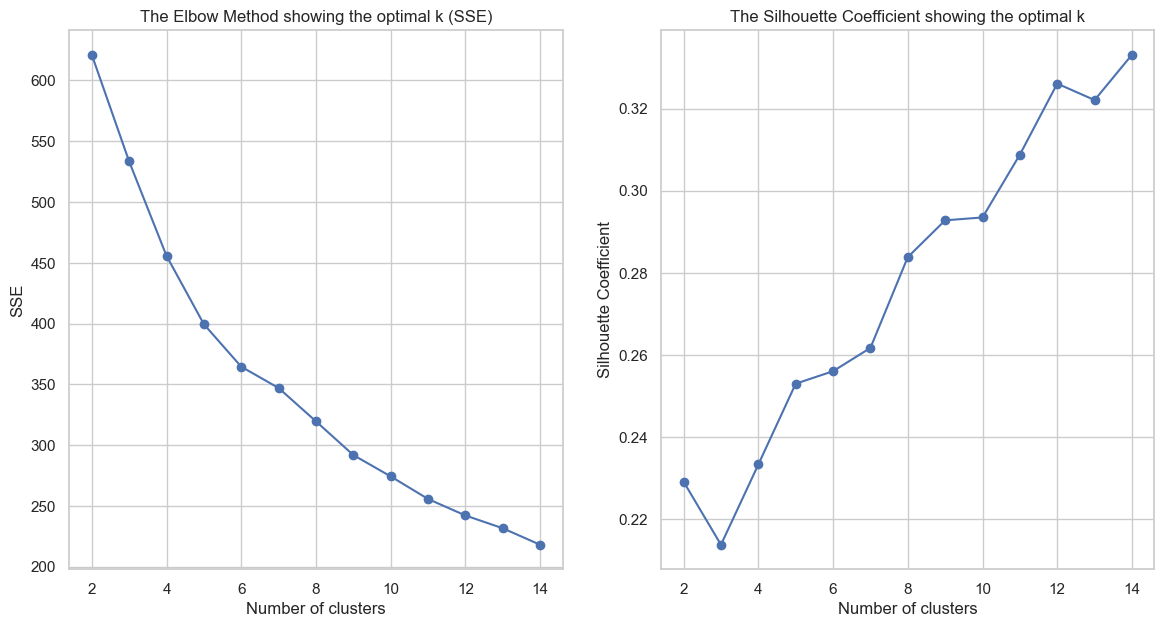 The Elbow Method showing the optimal k (SSE)
600
550
500
450
400
350
300
250
200
SSE
2 4 6 8 10 12 14
Number of clusters
The Silhouette Coefficient showing the optimal k
0.32
0.30
0.28
0.26
0.24
0.22
Silhouette Coefficient
2 4 6 8 10 12 14
Number of clusters